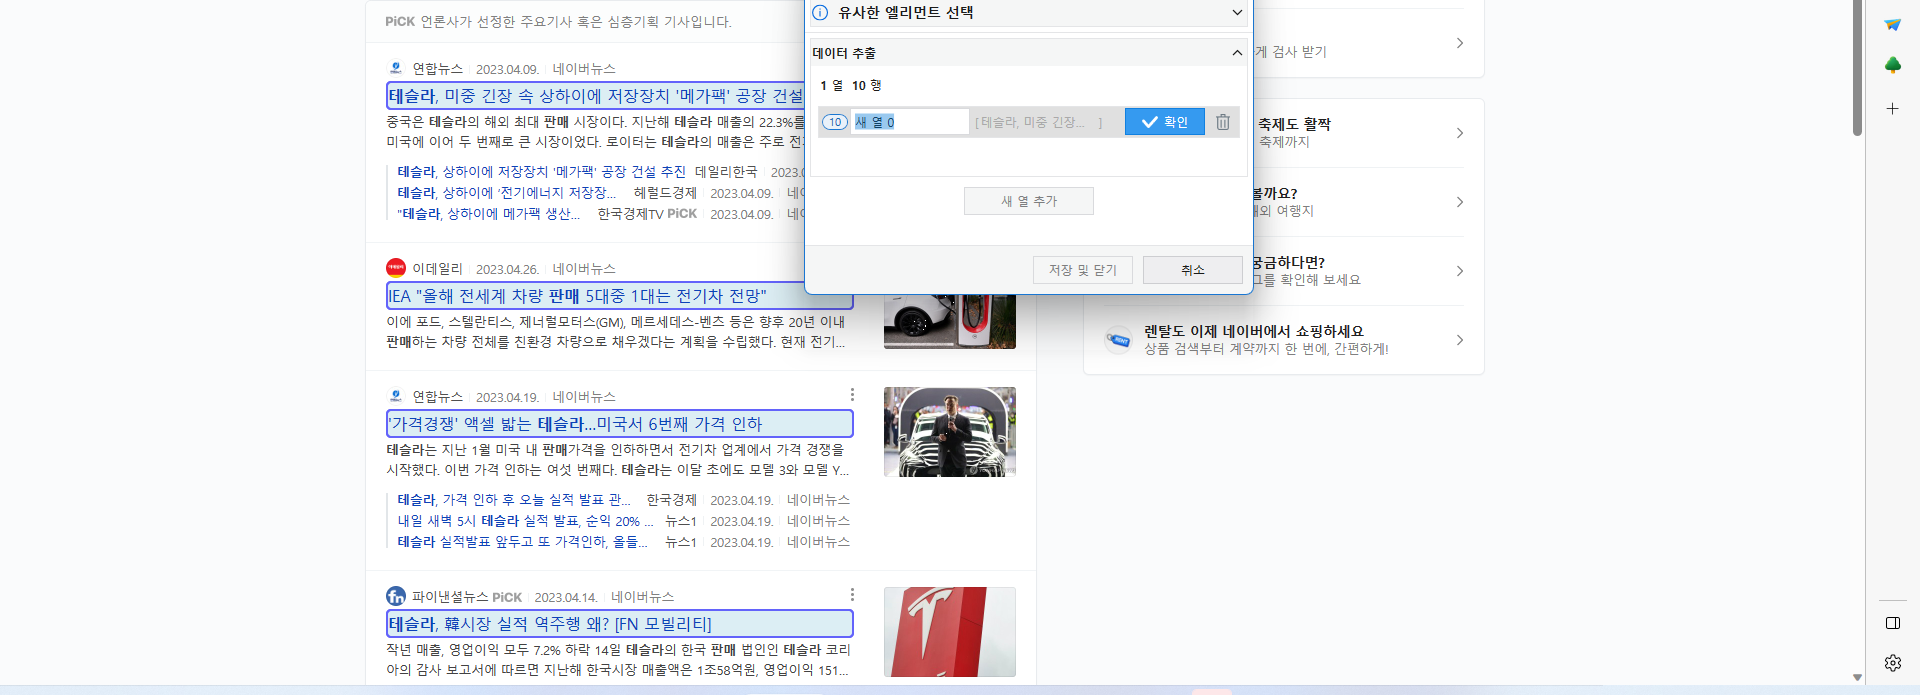 PiCK 언론사가 선정한 주요기사 혹은 심층기획 기사입니다.
연합뉴스 2023.04.09. 네이버뉴스
테슬라, 미중 긴장 속 상하이에 저장장치 '메가팩' 공장 건설
중국은 테슬라의 해외 최대 판매 시장이다. 지난해 테슬라 매출의 22.3%를
미국에 이어 두 번째로 큰 시장이었다. 로이터는 테슬라의 매출은 주로 전
테슬라, 상하이에 저장장치 '메가팩' 공장 건설 추진 데일리한국 2023.0
테슬라, 상하이에 ‘전기에너지 저장장... 헤럴드경제 2023.04.09. 네이
"테슬라, 상하이에 메가팩 생산... 한국경제TV PiCK 2023.04.09. 네이
이데일리 2023.04.26. 네이버뉴스
IEA "올해 전세계 차량 판매 5대중 1대는 전기차 전망"
이에 포드, 스텔란티스, 제너럴모터스(GM), 메르세데스-벤츠 등은 향후 20년 이내
판매하는 차량 전체를 친환경 차량으로 채우겠다는 계획을 수립했다. 현재 전기...
연합뉴스 2023.04.19. 네이버뉴스
'가격경쟁' 액셀 밟는 테슬라...미국서 6번째 가격 인하
테슬라는 지난 1월 미국 내 판매가격을 인하하면서 전기차 업계에서 가격 경쟁을
시작했다. 이번 가격 인하는 여섯 번째다. 테슬라는 이달 초에도 모델 3와 모델 Y...
테슬라, 가격 인하 후 오늘 실적 발표 관... 한국경제 2023.04.19. 네이버뉴스
내일 새벽 5시 테슬라 실적 발표, 순익 20% ... 뉴스1 2023.04.19. 네이버뉴스
테슬라 실적발표 앞두고 또 가격인하, 올들... 뉴스1 2023.04.19. 네이버뉴스
fn 파이낸셜뉴스 PiCK 2023.04.14. 네이버뉴스
테슬라, 韓시장 실적 역주행 왜? [FN 모빌리티]
작년 매출, 영업이익 모두 7.2% 하락 14일 테슬라의 한국 판매 법인인 테슬라 코리
아의 감사 보고서에 따르면 지난해 한국시장 매출액은 1조58억원, 영업이익 151...
유사한 엘리먼트 선택
데이터 추출
1 열 10 행
10 새 열 0 [ 테슬라, 미중 긴장... ] 확인
새 열 추가
저장 및 닫기 취소
게 검사 받기
축제도 활짝
축제까지
볼까요?
해외 여행지
궁금하다면?
그를 확인해 보세요
RENT 렌탈도 이제 네이버에서 쇼핑하세요
상품 검색부터 계약까지 한 번에, 간편하게!